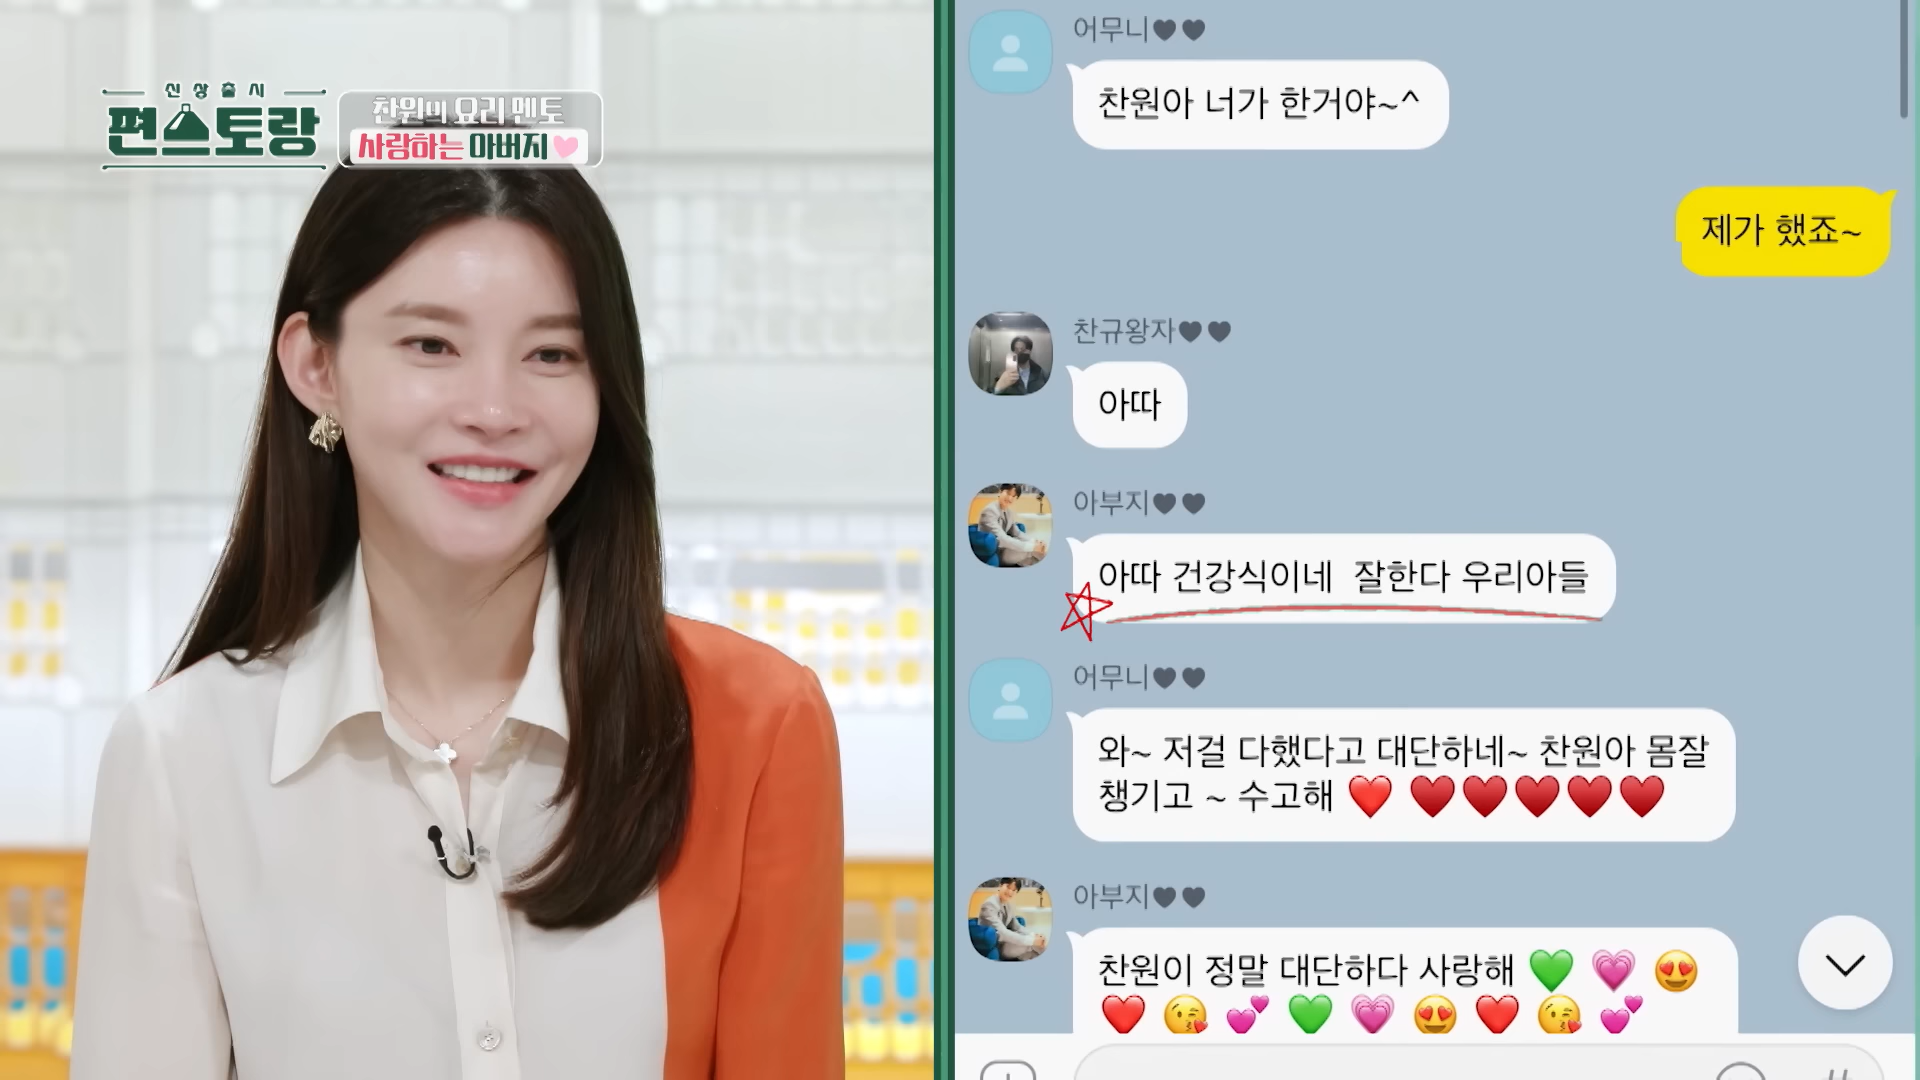 신상출시
편스토랑
찬원의 요리 멘토
사랑하는 아버지♥
어무니♥♥
찬원아 너가 한거야~^
제가 했죠~
찬규왕자♥♥
아따
아부지♥♥
아따 건강식이네  잘한다 우리아들
어무니♥♥
와~ 저걸 다했다고 대단하네~ 찬원아 몸잘
챙기고 ~ 수고해 ❤️ ♥️♥️♥️♥️♥️
아부지♥♥
찬원이 정말 대단하다 사랑해 💚 💗 😍
❤️ 😘 💕 💚 💗 😍 ❤️ 😘 💕
#